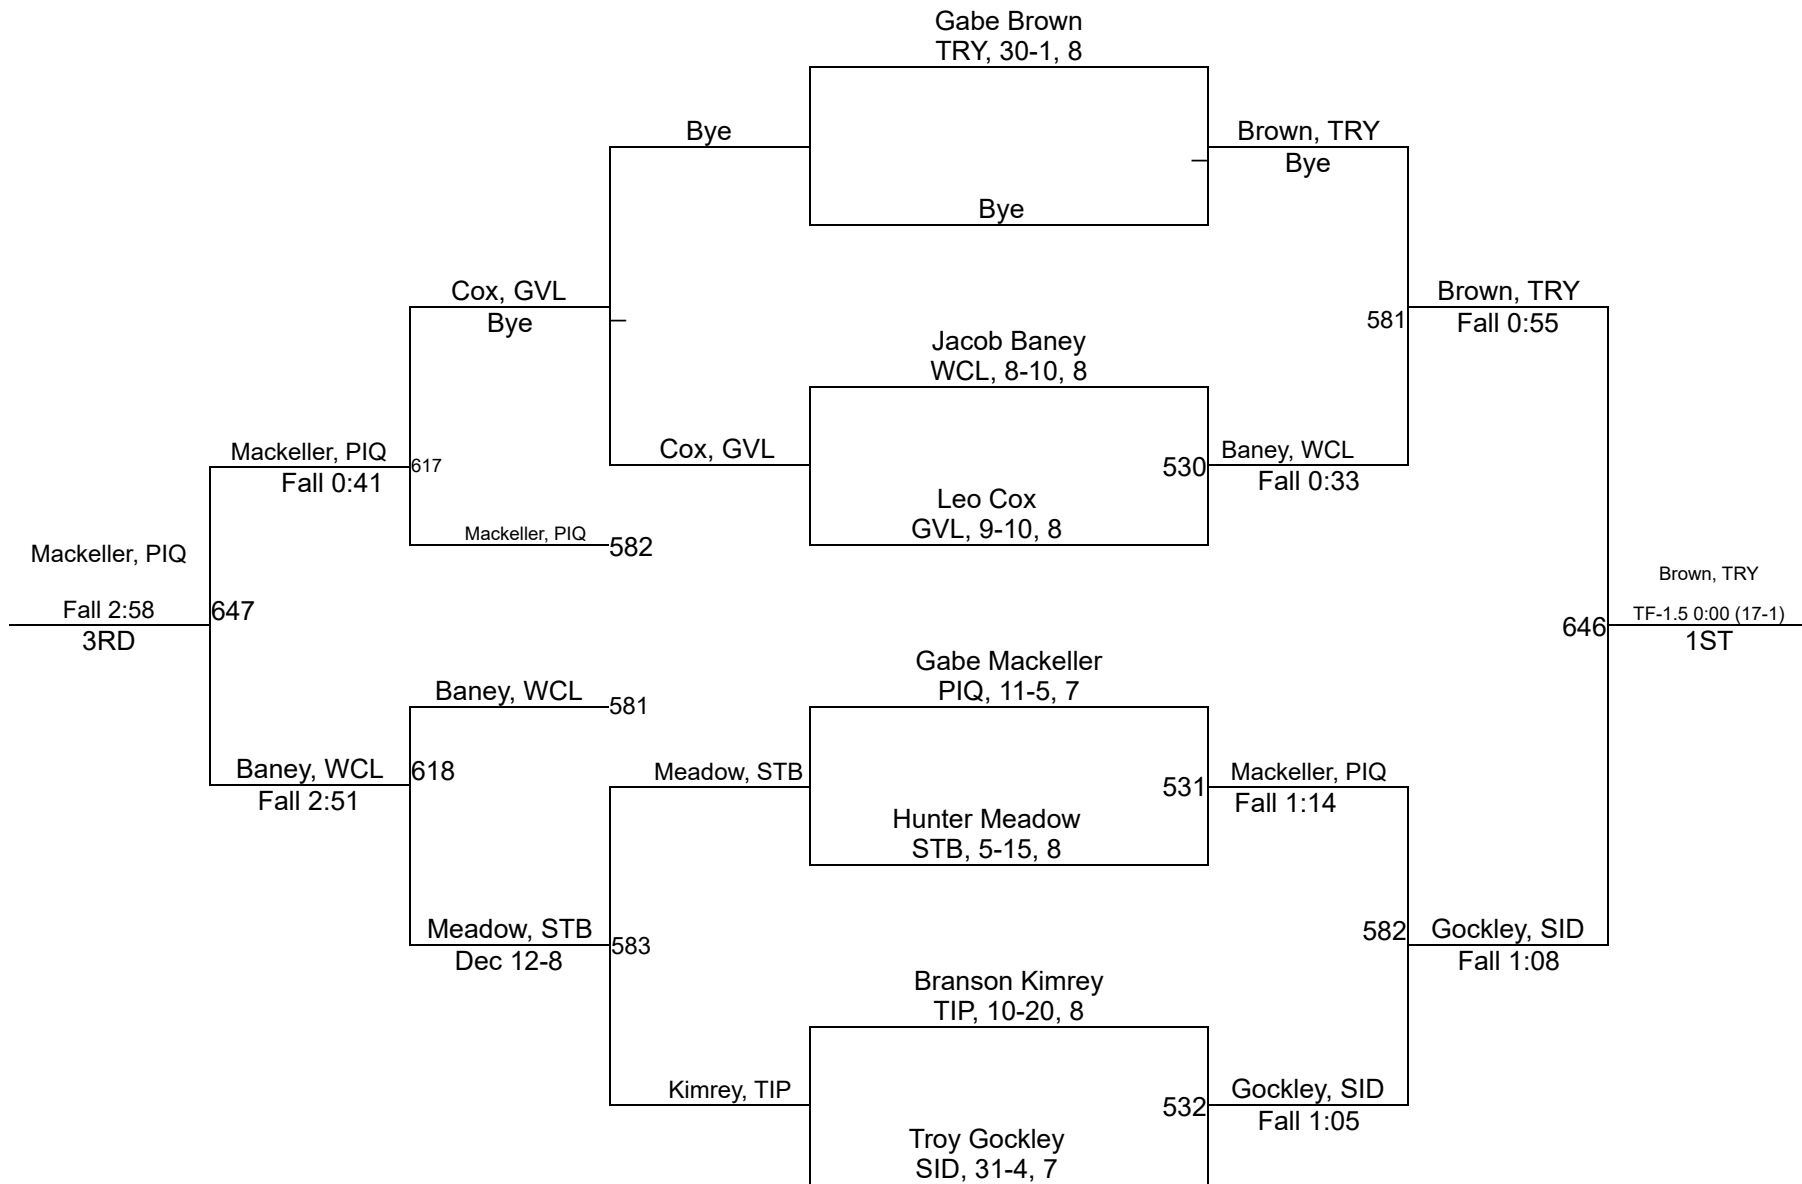 Gabe Brown
TRY, 30-1, 8
Bye
Brown, TRY
Bye
Bye
Cox, GVL
Bye
Brown, TRY
581
Fall 0:55
Jacob Baney
WCL, 8-10, 8
Mackeller, PIQ
617
Fall 0:41
Cox, GVL
530
Baney, WCL
Fall 0:33
Leo Cox
GVL, 9-10, 8
Mackeller, PIQ
582
Mackeller, PIQ
Fall 2:58
647
3RD
Brown, TRY
TF-1.5 0:00 (17-1)
646
1ST
Gabe Mackeller
PIQ, 11-5, 7
Baney, WCL
581
Baney, WCL
618
Fall 2:51
Meadow, STB
531
Mackeller, PIQ
Fall 1:14
Hunter Meadow
STB, 5-15, 8
Meadow, STB
583
Dec 12-8
582
Gockley, SID
Fall 1:08
Branson Kimrey
TIP, 10-20, 8
Kimrey, TIP
532
Gockley, SID
Fall 1:05
Troy Gockley
SID, 31-4, 7